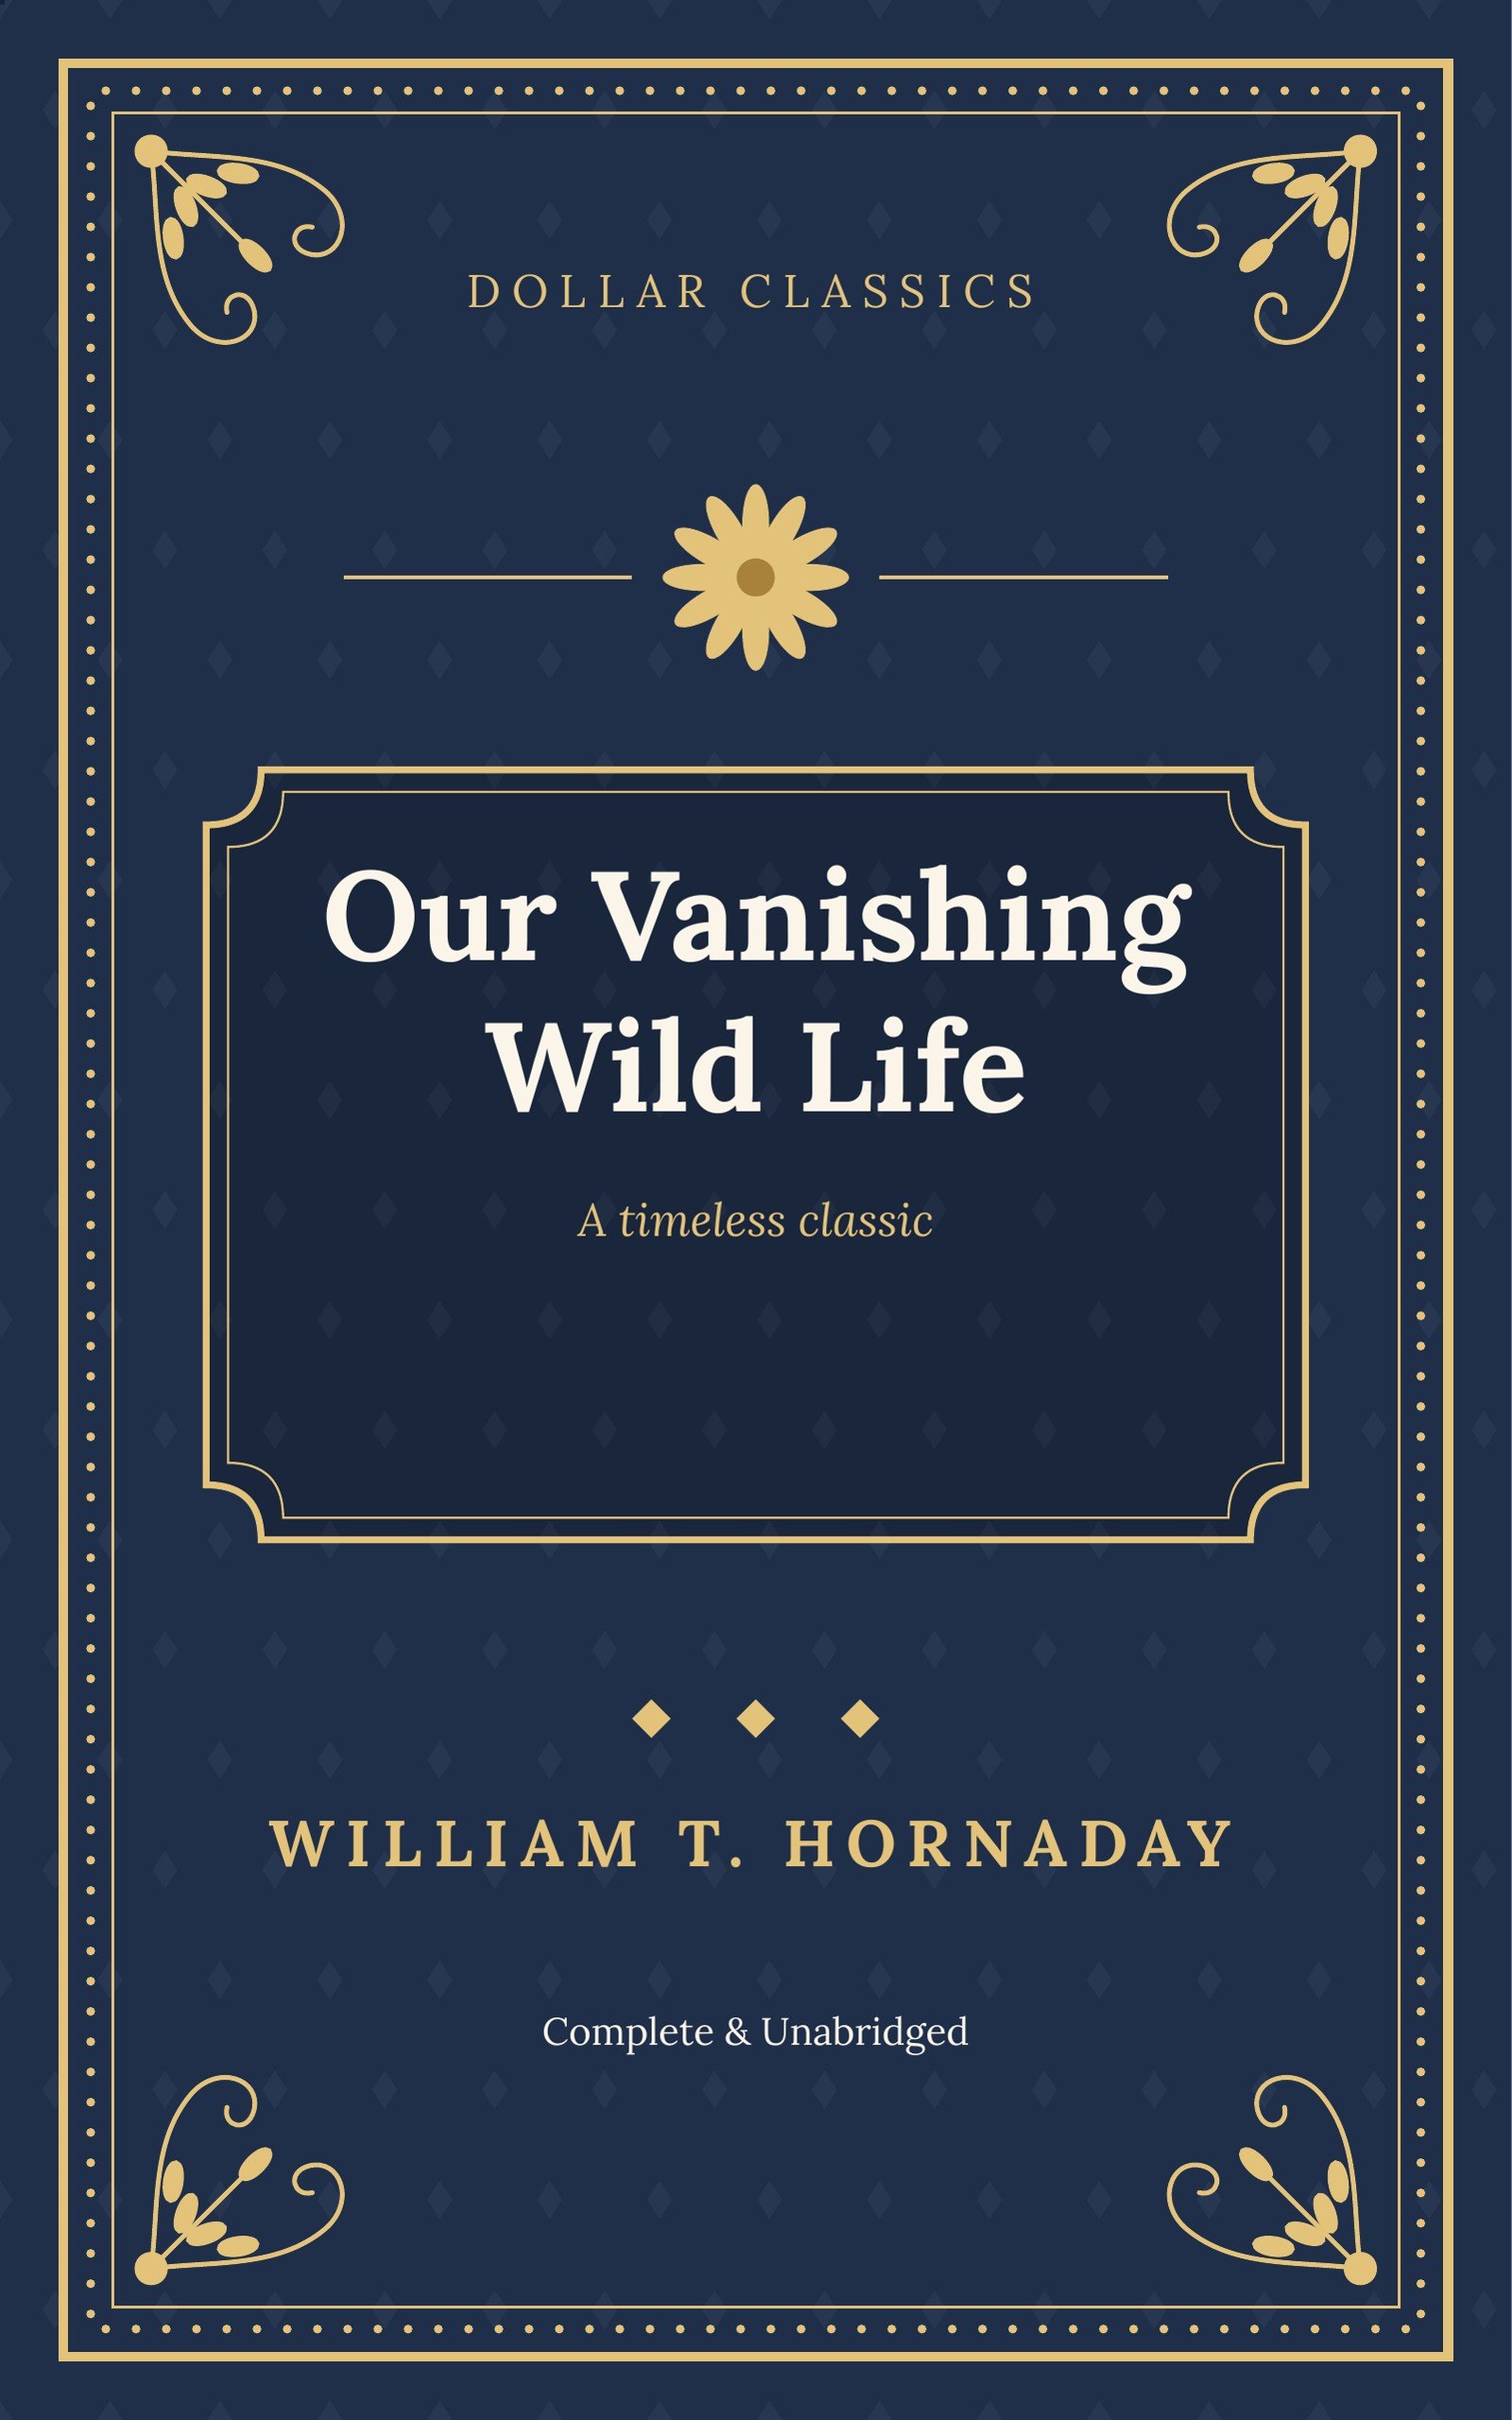 DOLLAR CLASSICS
Our Vanishing
Wild Life
A timeless classic
WILLIAM T. HORNADAY
Complete & Unabridged